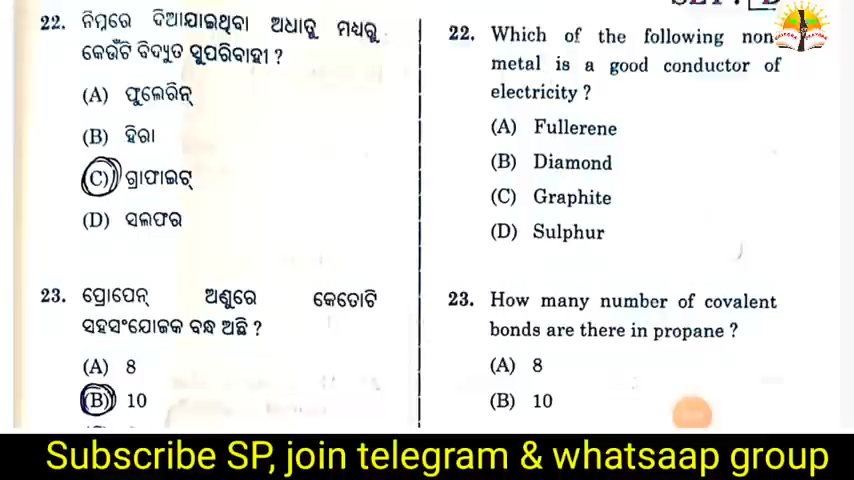 22. ନିମ୍ନରେ ଦିଆଯାଇଥିବା ଅଧାତୁ ମଧ୍ୟରୁ
କେଉଁଟି ବିଦ୍ୟୁତ ସୁପରିବାହୀ ?
(A) ଫୁଲେରିନ୍
(B) ହିରା
(C) ଗ୍ରାଫାଇଟ୍
(D) ସଲଫର
23. ପ୍ରୋପେନ୍ ଅଣୁରେ କେତୋଟି
ସହସଂଯୋଜକ ବନ୍ଧ ଅଛି ?
(A) 8
(B) 10
22. Which of the following non-
metal is a good conductor of
electricity ?
(A) Fullerene
(B) Diamond
(C) Graphite
(D) Sulphur
23. How many number of covalent
bonds are there in propane ?
(A) 8
(B) 10
Subscribe SP, join telegram & whatsaap group